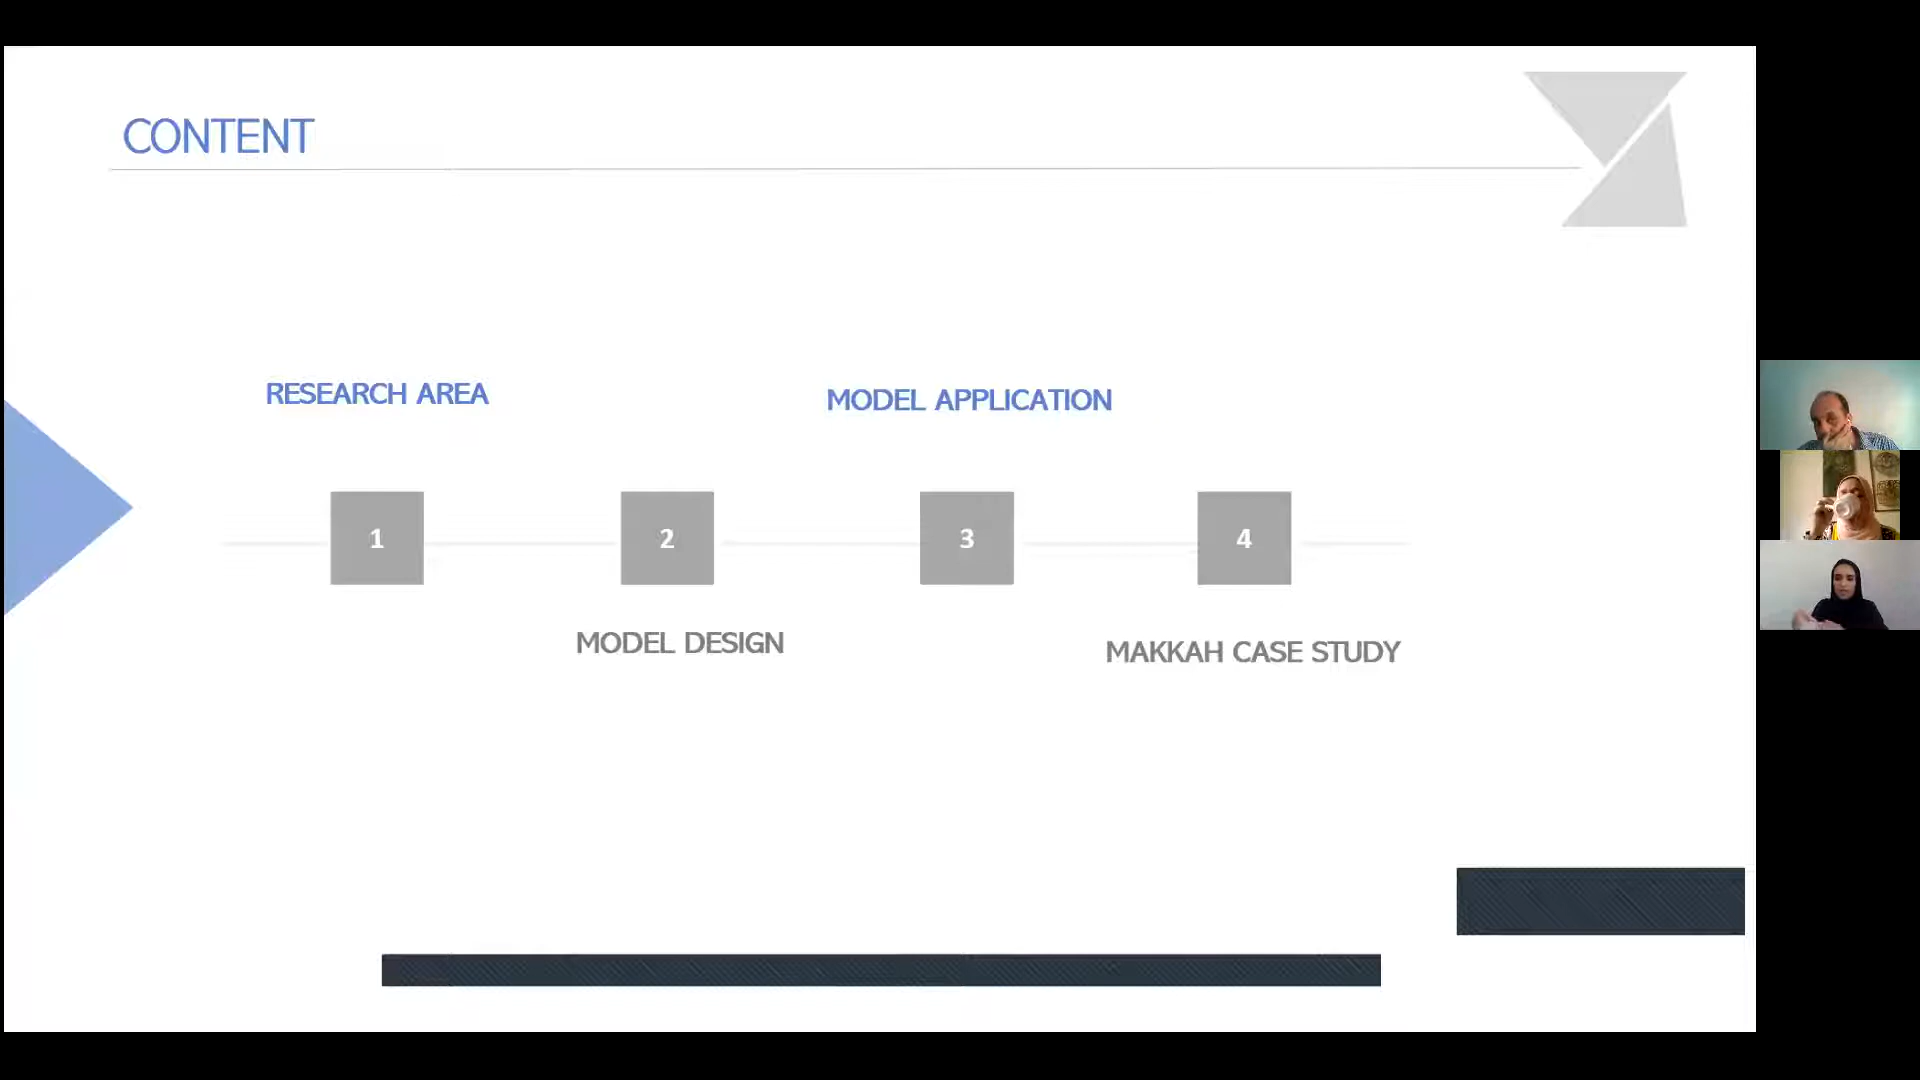 CONTENT
RESEARCH AREA
MODEL APPLICATION
1
2
3
4
MODEL DESIGN
MAKKAH CASE STUDY